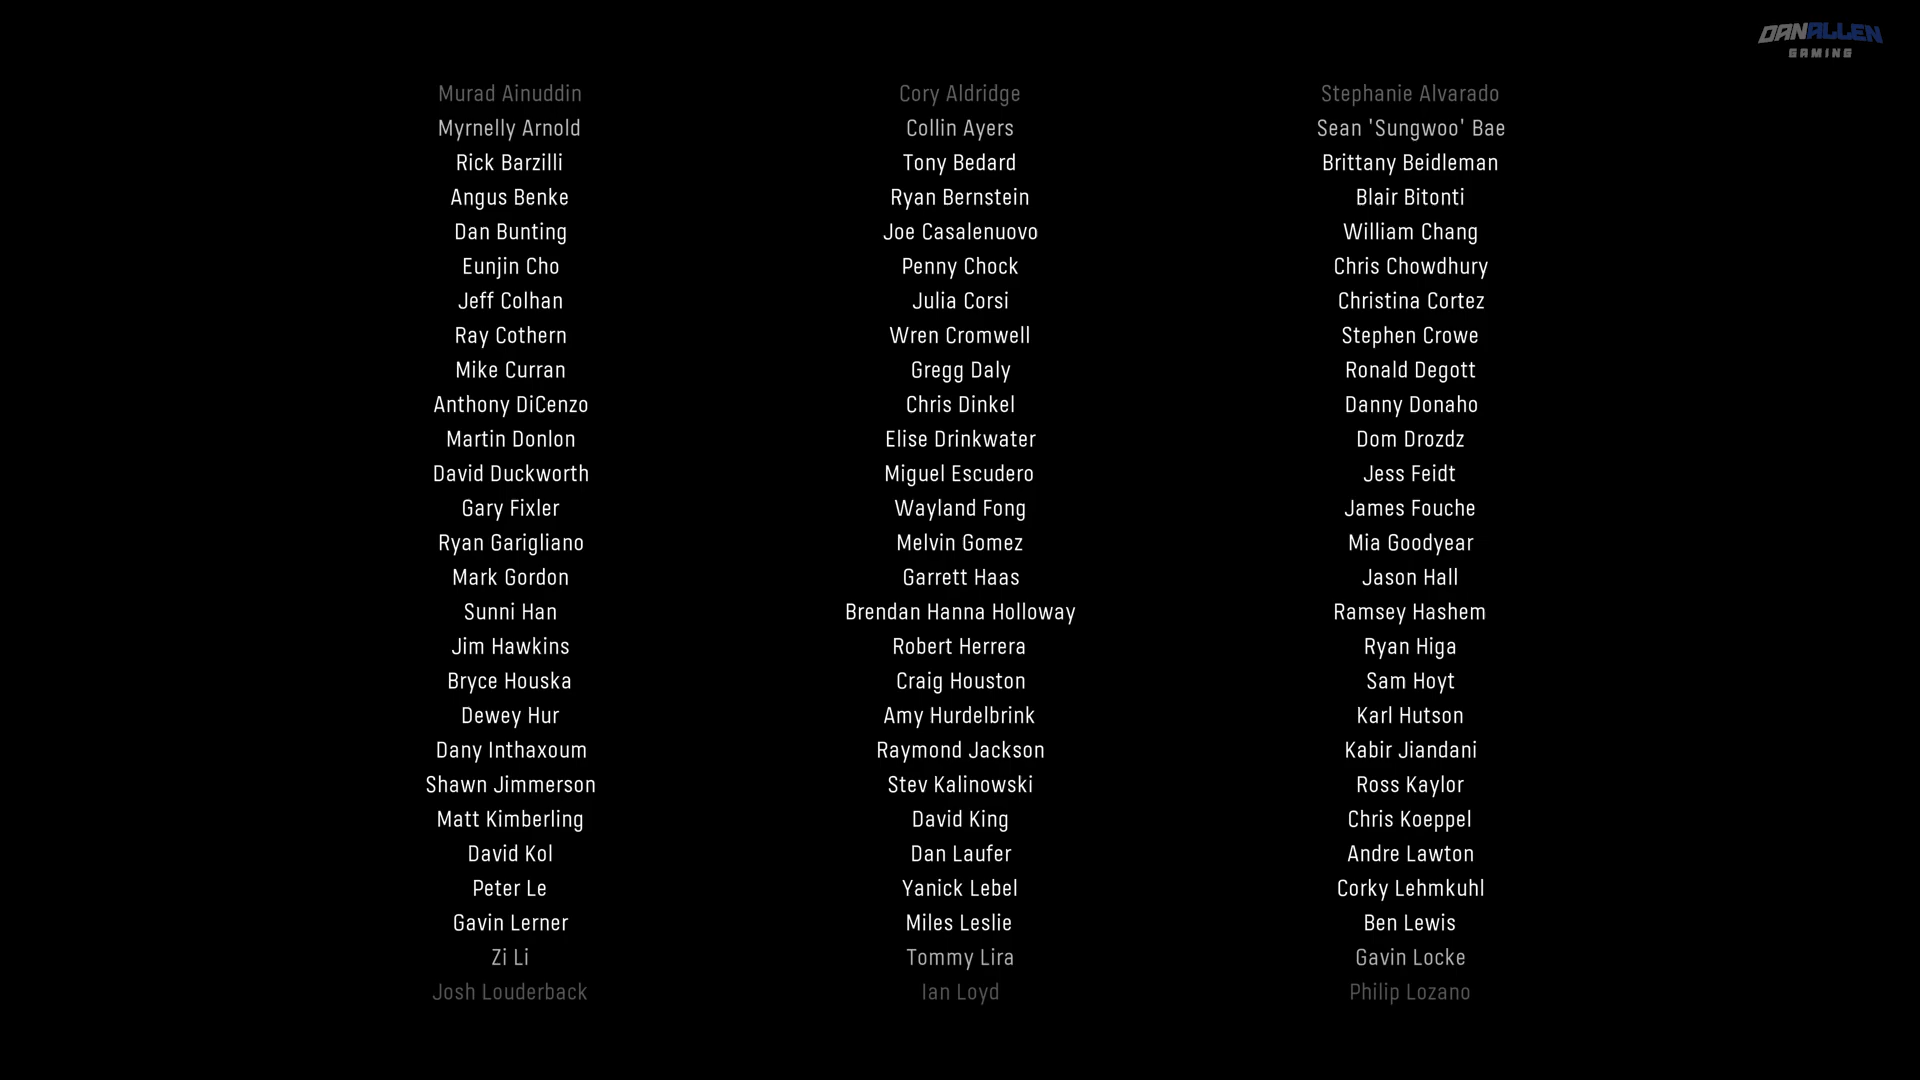 DANALLEN
GAMING
Murad Ainuddin Cory Aldridge Stephanie Alvarado
Myrnelly Arnold Collin Ayers Sean 'Sungwoo' Bae
Rick Barzilli Tony Bedard Brittany Beidleman
Angus Benke Ryan Bernstein Blair Bitonti
Dan Bunting Joe Casalenuovo William Chang
Eunjin Cho Penny Chock Chris Chowdhury
Jeff Colhan Julia Corsi Christina Cortez
Ray Cothern Wren Cromwell Stephen Crowe
Mike Curran Gregg Daly Ronald Degott
Anthony DiCenzo Chris Dinkel Danny Donaho
Martin Donlon Elise Drinkwater Dom Drozdz
David Duckworth Miguel Escudero Jess Feidt
Gary Fixler Wayland Fong James Fouche
Ryan Garigliano Melvin Gomez Mia Goodyear
Mark Gordon Garrett Haas Jason Hall
Sunni Han Brendan Hanna Holloway Ramsey Hashem
Jim Hawkins Robert Herrera Ryan Higa
Bryce Houska Craig Houston Sam Hoyt
Dewey Hur Amy Hurdelbrink Karl Hutson
Dany Inthaxoum Raymond Jackson Kabir Jiandani
Shawn Jimmerson Stev Kalinowski Ross Kaylor
Matt Kimberling David King Chris Koeppel
David Kol Dan Laufer Andre Lawton
Peter Le Yanick Lebel Corky Lehmkuhl
Gavin Lerner Miles Leslie Ben Lewis
Zi Li Tommy Lira Gavin Locke
Josh Louderback Ian Loyd Philip Lozano